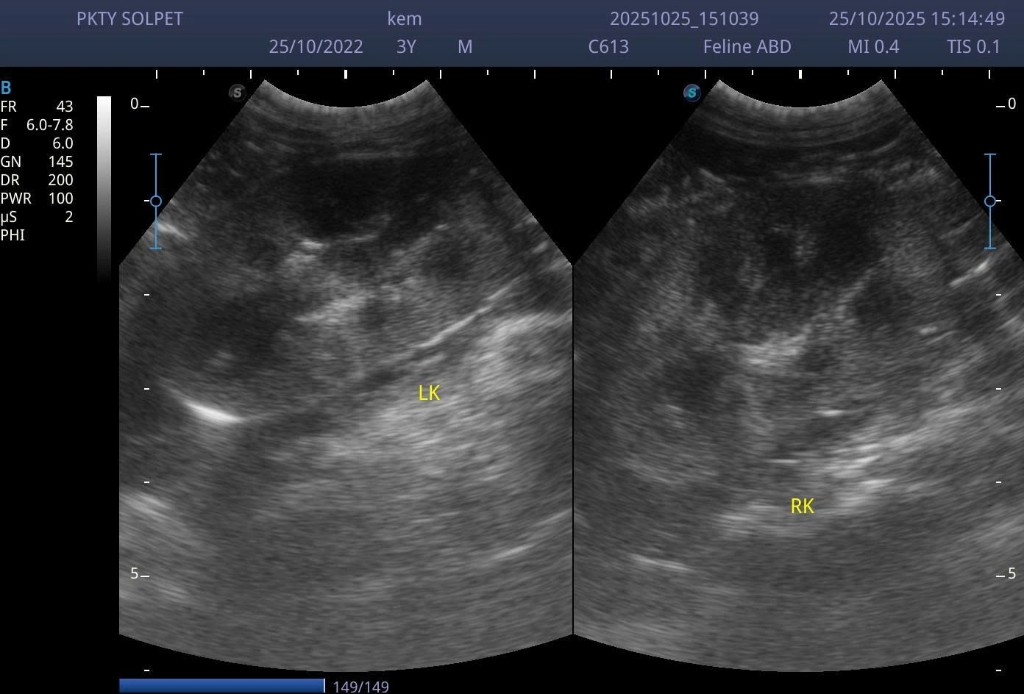 PKTY SOLPET kem 20251025_151039 25/10/2025 15:14:49
25/10/2022 3Y M C613 Feline ABD MI 0.4 TIS 0.1
S S
B
FR 43
F 6.0-7.8
D 6.0
GN 145
DR 200
PWR 100
µS 2
PHI
0 0
LK
RK
5 5
149/149